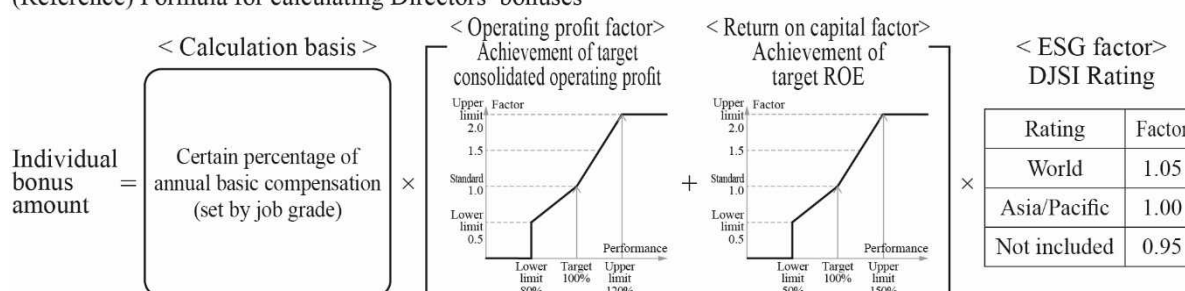 (Reference) Formula for calculating Directors' bonuses
Individual
bonus
amount
=
< Calculation basis >
Certain percentage of
annual basic compensation
(set by job grade)
×
< Operating profit factor>
Achievement of target
consolidated operating profit
Upper
limit
2.0
Factor
1.5
Standard
1.0
Lower
limit
0.5
Performance
Lower
limit
80%
Target
100%
Upper
limit
120%
+
< Return on capital factor>
Achievement of
target ROE
Upper
limit
2.0
Factor
1.5
Standard
1.0
Lower
limit
0.5
Performance
Lower
limit
50%
Target
100%
Upper
limit
150%
×
< ESG factor>
DJSI Rating
Rating Factor
World 1.05
Asia/Pacific 1.00
Not included 0.95